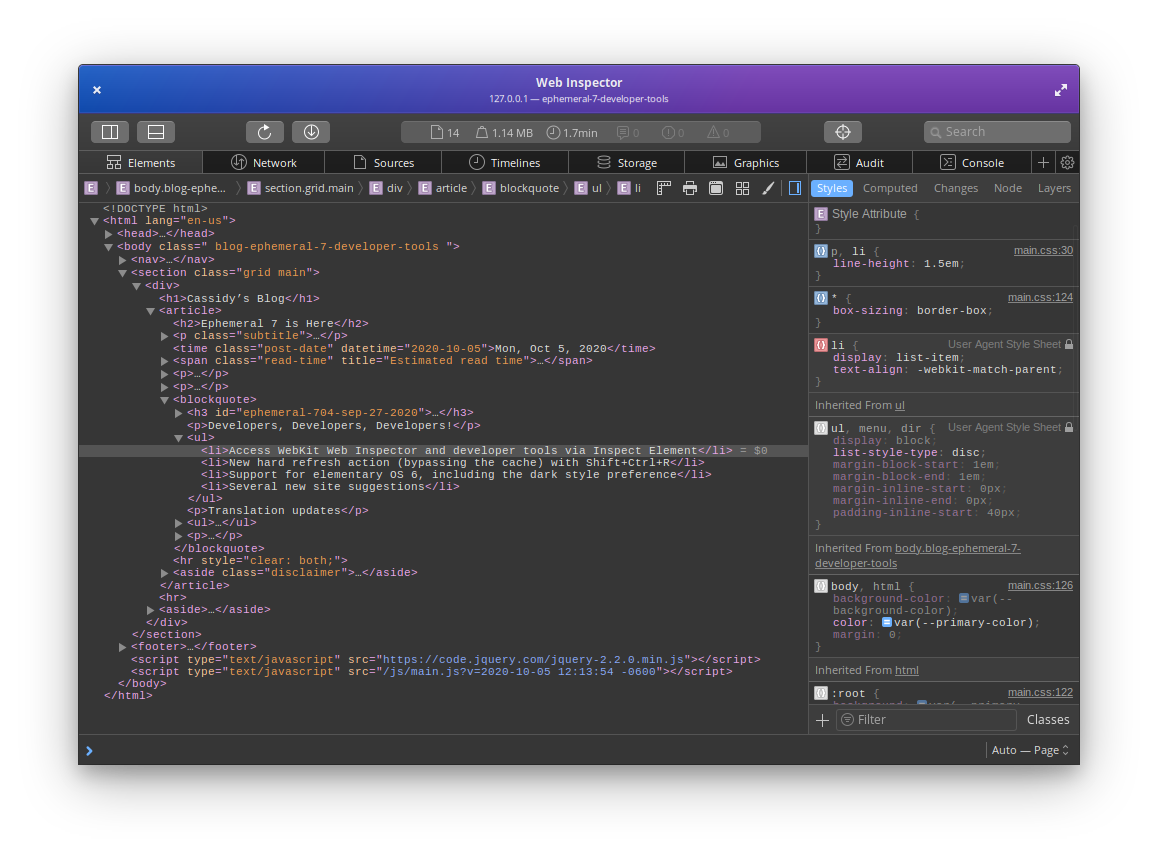 Web Inspector
127.0.0.1 — ephemeral-7-developer-tools
14 1.14 MB 1.7min 0 0 0 Search
Elements Network Sources Timelines Storage Graphics Audit Console
E E body.blog-ephe... E section.grid.main E div E article E blockquote E ul E li
<!DOCTYPE html>
<html lang="en-us">
<head>…</head>
<body class=" blog-ephemeral-7-developer-tools ">
<nav>…</nav>
<section class="grid main">
<div>
<h1>Cassidy’s Blog</h1>
<article>
<h2>Ephemeral 7 is Here</h2>
<p class="subtitle">…</p>
<time class="post-date" datetime="2020-10-05">Mon, Oct 5, 2020</time>
<span class="read-time" title="Estimated read time">…</span>
<p>…</p>
<p>…</p>
<blockquote>
<h3 id="ephemeral-704-sep-27-2020">…</h3>
<p>Developers, Developers, Developers!</p>
<ul>
<li>Access WebKit Web Inspector and developer tools via Inspect Element</li> = $0
<li>New hard refresh action (bypassing the cache) with Shift+Ctrl+R</li>
<li>Support for elementary OS 6, including the dark style preference</li>
<li>Several new site suggestions</li>
</ul>
<p>Translation updates</p>
<ul>…</ul>
<p>…</p>
</blockquote>
<hr style="clear: both;">
<aside class="disclaimer">…</aside>
</article>
<hr>
<aside>…</aside>
</div>
</section>
<footer>…</footer>
<script type="text/javascript" src="https://code.jquery.com/jquery-2.2.0.min.js"></script>
<script type="text/javascript" src="/js/main.js?v=2020-10-05 12:13:54 -0600"></script>
</body>
</html>
Styles Computed Changes Node Layers
E Style Attribute {
}
p, li { main.css:30
line-height: 1.5em;
}
* { main.css:124
box-sizing: border-box;
}
li { User Agent Style Sheet
display: list-item;
text-align: -webkit-match-parent;
}
Inherited From ul
ul, menu, dir { User Agent Style Sheet
display: block;
list-style-type: disc;
margin-block-start: 1em;
margin-block-end: 1em;
margin-inline-start: 0px;
margin-inline-end: 0px;
padding-inline-start: 40px;
}
Inherited From body.blog-ephemeral-7-
developer-tools
body, html { main.css:126
background-color: var(--
background-color);
color: var(--primary-color);
margin: 0;
}
Inherited From html
:root { main.css:122
background: var(--primary-
Filter Classes
Auto — Page